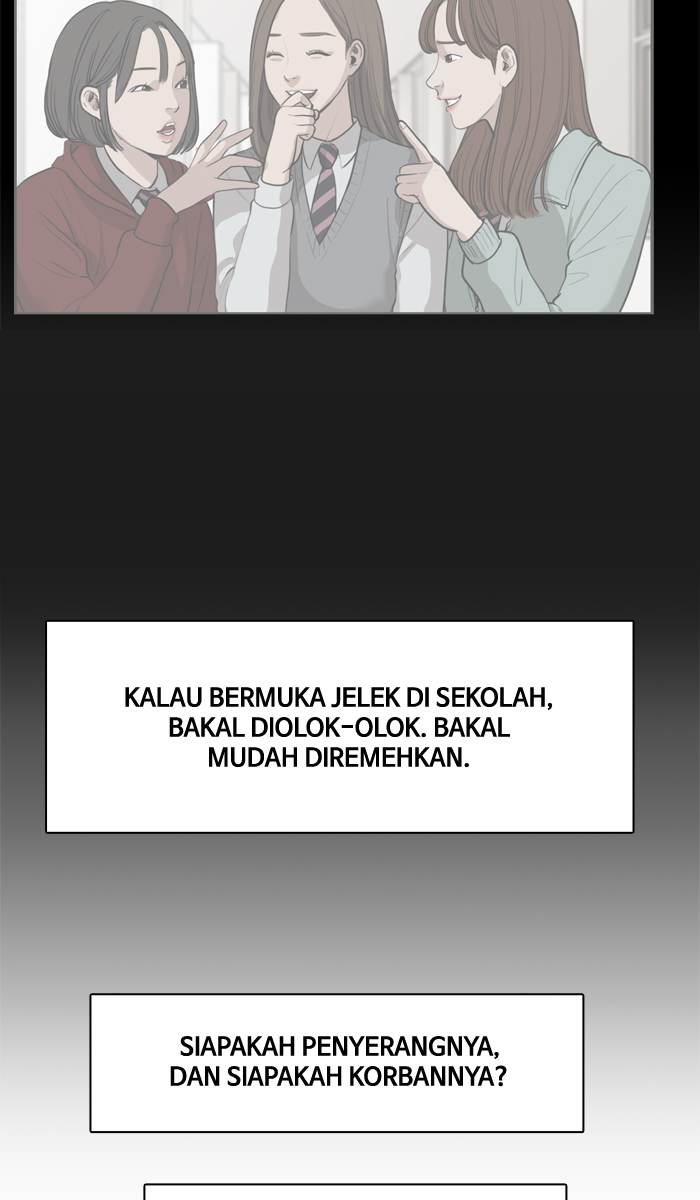 KALAU BERMUKA JELEK DI SEKOLAH,
BAKAL DIOLOK-OLOK. BAKAL
MUDAH DIREMEHKAN.
SIAPAKAH PENYERANGNYA,
DAN SIAPAKAH KORBANNYA?